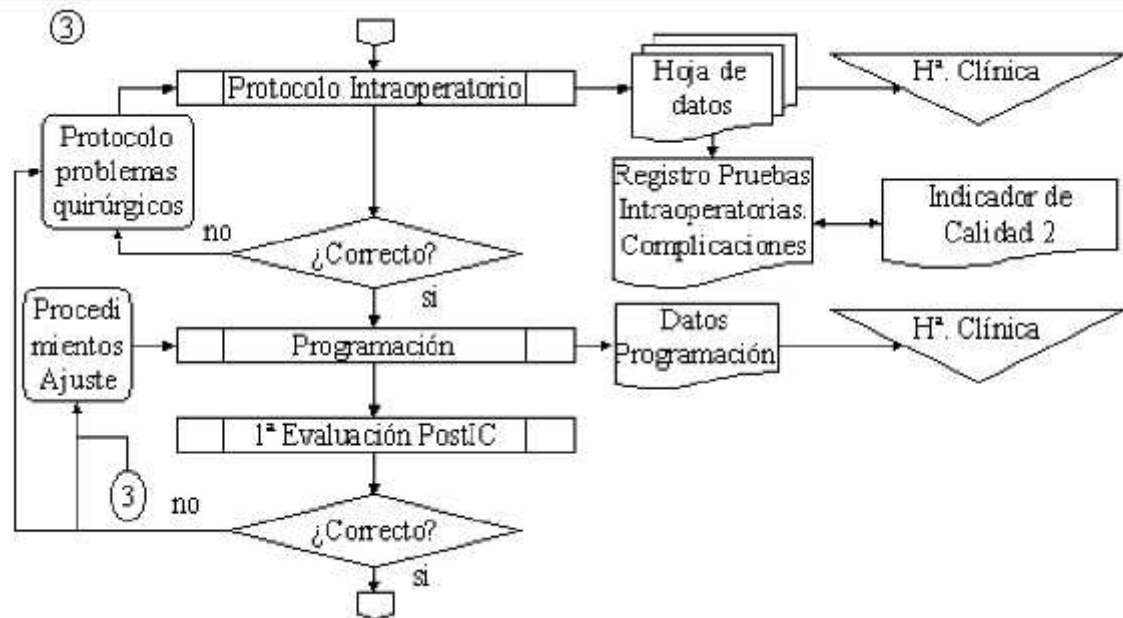 3
Protocolo Intraoperatorio
Hoja de
datos
Hª. Clínica
Protocolo
problemas
quirúrgicos
Registro Pruebas
Intraoperatorias.
Complicaciones
Indicador de
Calidad 2
no
¿Correcto?
si
Procedi
mientos
Ajuste
Programación
Datos
Programación
Hª. Clínica
1ª Evaluación PostIC
3
no
¿Correcto?
si